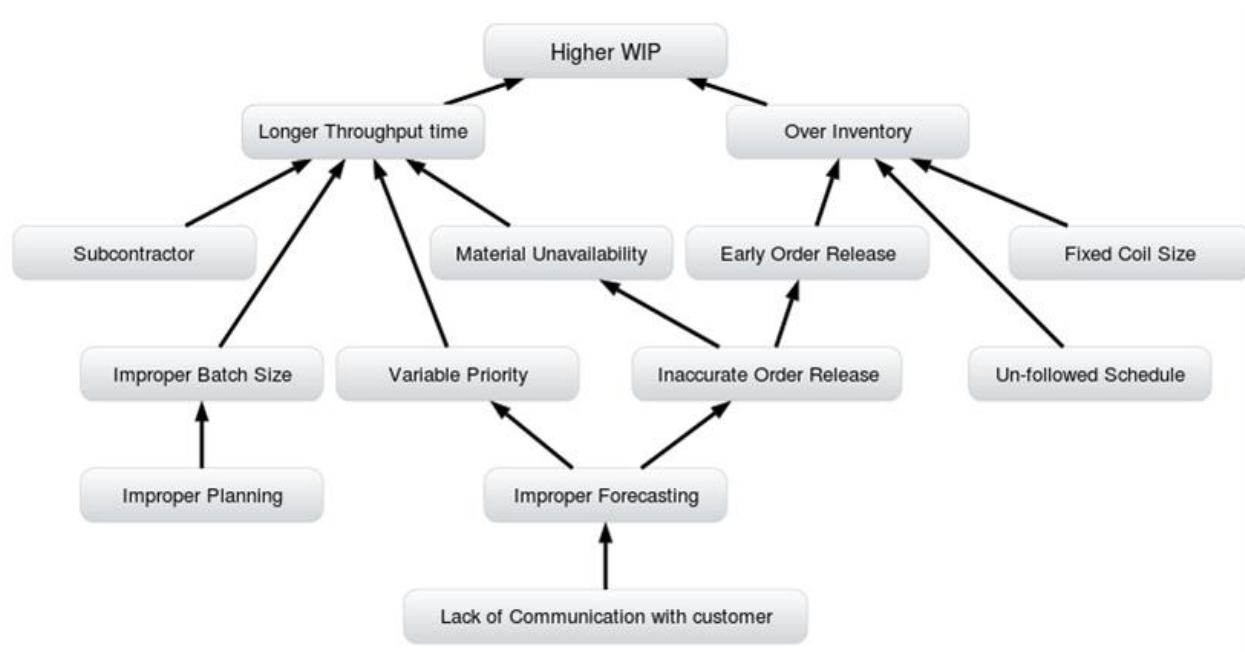 Higher WIP
Longer Throughput time
Over Inventory
Subcontractor
Material Unavailability
Early Order Release
Fixed Coil Size
Improper Batch Size
Variable Priority
Inaccurate Order Release
Un-followed Schedule
Improper Planning
Improper Forecasting
Lack of Communication with customer